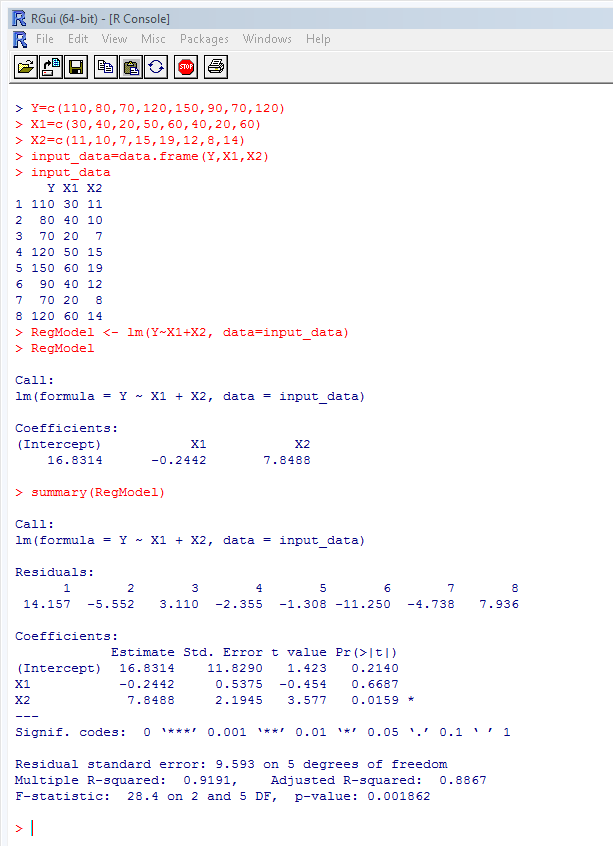 RGui (64-bit) - [R Console]
File Edit View Misc Packages Windows Help
STOP
> Y=c(110,80,70,120,150,90,70,120)
> X1=c(30,40,20,50,60,40,20,60)
> X2=c(11,10,7,15,19,12,8,14)
> input_data=data.frame(Y,X1,X2)
> input_data
    Y X1 X2
1 110 30 11
2  80 40 10
3  70 20  7
4 120 50 15
5 150 60 19
6  90 40 12
7  70 20  8
8 120 60 14
> RegModel <- lm(Y~X1+X2, data=input_data)
> RegModel
Call:
lm(formula = Y ~ X1 + X2, data = input_data)
Coefficients:
(Intercept)           X1           X2
    16.8314      -0.2442       7.8488
> summary(RegModel)
Call:
lm(formula = Y ~ X1 + X2, data = input_data)
Residuals:
      1       2       3       4       5       6       7       8
 14.157  -5.552   3.110  -2.355  -1.308 -11.250  -4.738   7.936
Coefficients:
            Estimate Std. Error t value Pr(>|t|)
(Intercept)  16.8314    11.8290   1.423   0.2140
X1           -0.2442     0.5375  -0.454   0.6687
X2            7.8488     2.1945   3.577   0.0159 *
---
Signif. codes:  0 ‘***’ 0.001 ‘**’ 0.01 ‘*’ 0.05 ‘.’ 0.1 ‘ ’ 1
Residual standard error: 9.593 on 5 degrees of freedom
Multiple R-squared:  0.9191,    Adjusted R-squared:  0.8867
F-statistic:  28.4 on 2 and 5 DF,  p-value: 0.001862
>